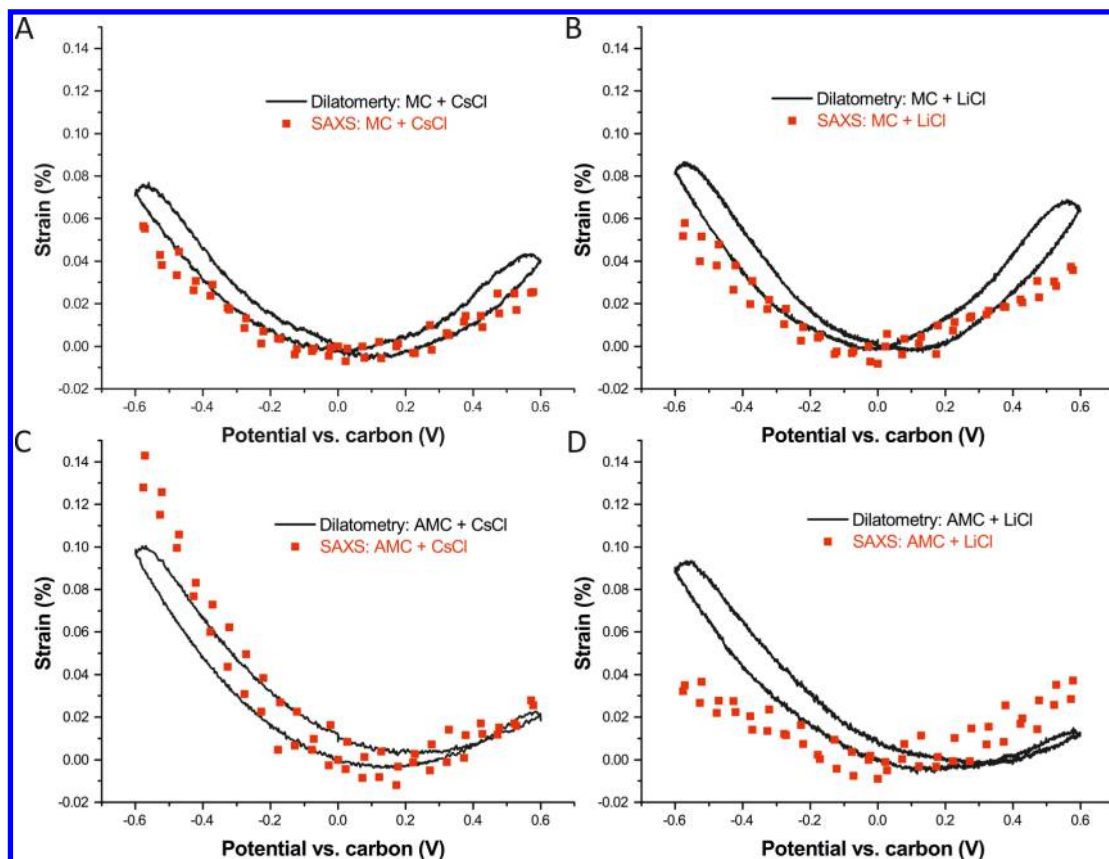 A
0.14
0.12
0.10
0.08
0.06
0.04
0.02
0.00
-0.02
Strain (%)
Dilatomerty: MC + CsCl
SAXS: MC + CsCl
-0.6 -0.4 -0.2 0.0 0.2 0.4 0.6
Potential vs. carbon (V)
B
0.14
0.12
0.10
0.08
0.06
0.04
0.02
0.00
-0.02
Strain (%)
Dilatometry: MC + LiCl
SAXS: MC + LiCl
-0.6 -0.4 -0.2 0.0 0.2 0.4 0.6
Potential vs. carbon (V)
C
0.14
0.12
0.10
0.08
0.06
0.04
0.02
0.00
-0.02
Strain (%)
Dilatometry: AMC + CsCl
SAXS: AMC + CsCl
-0.6 -0.4 -0.2 0.0 0.2 0.4 0.6
Potential vs. carbon (V)
D
0.14
0.12
0.10
0.08
0.06
0.04
0.02
0.00
-0.02
Strain (%)
Dilatometry: AMC + LiCl
SAXS: AMC + LiCl
-0.6 -0.4 -0.2 0.0 0.2 0.4 0.6
Potential vs. carbon (V)